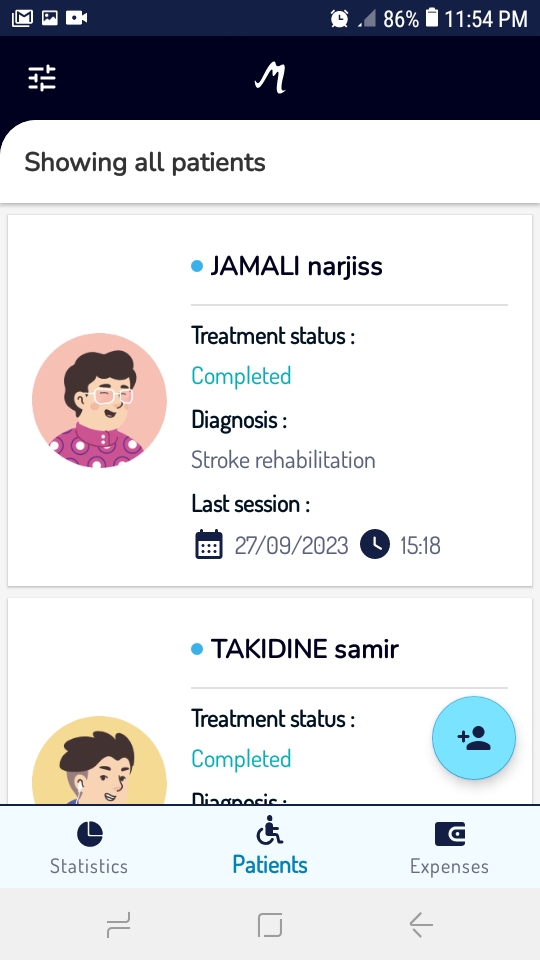 86% 11:54 PM
M
Showing all patients
JAMALI narjiss
Treatment status :
Completed
Diagnosis :
Stroke rehabilitation
Last session :
27/09/2023 15:18
TAKIDINE samir
Treatment status :
Completed
Diagnosis :
Statistics
Patients
Expenses